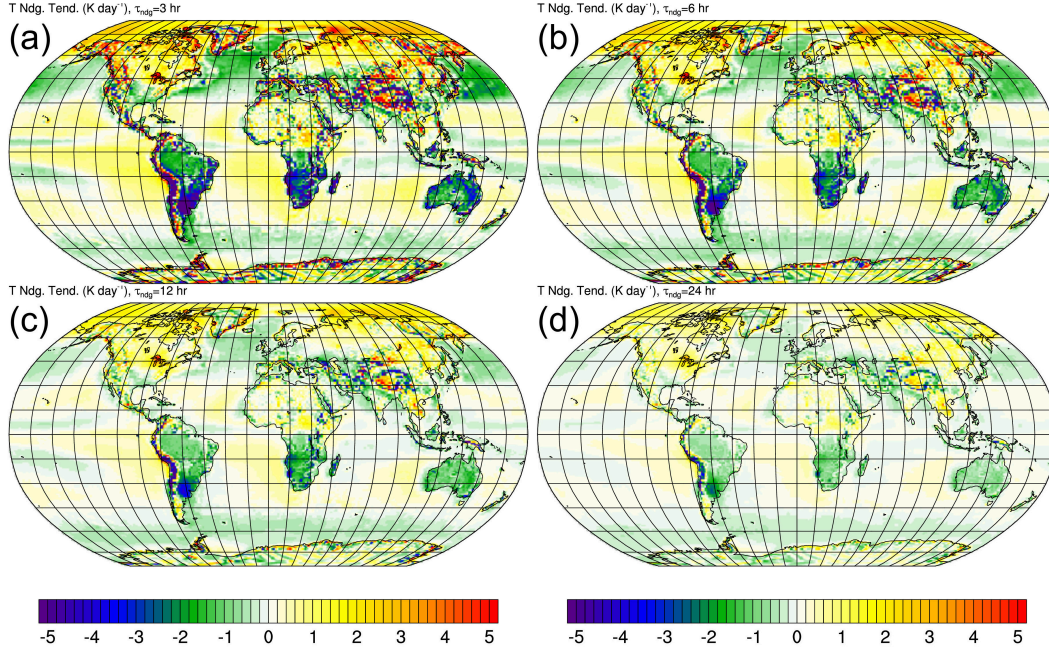 T Ndg. Tend. (K day⁻¹), τndg=3 hr
(a)
T Ndg. Tend. (K day⁻¹), τndg=6 hr
(b)
T Ndg. Tend. (K day⁻¹), τndg=12 hr
(c)
T Ndg. Tend. (K day⁻¹), τndg=24 hr
(d)
-5 -4 -3 -2 -1 0 1 2 3 4 5
-5 -4 -3 -2 -1 0 1 2 3 4 5